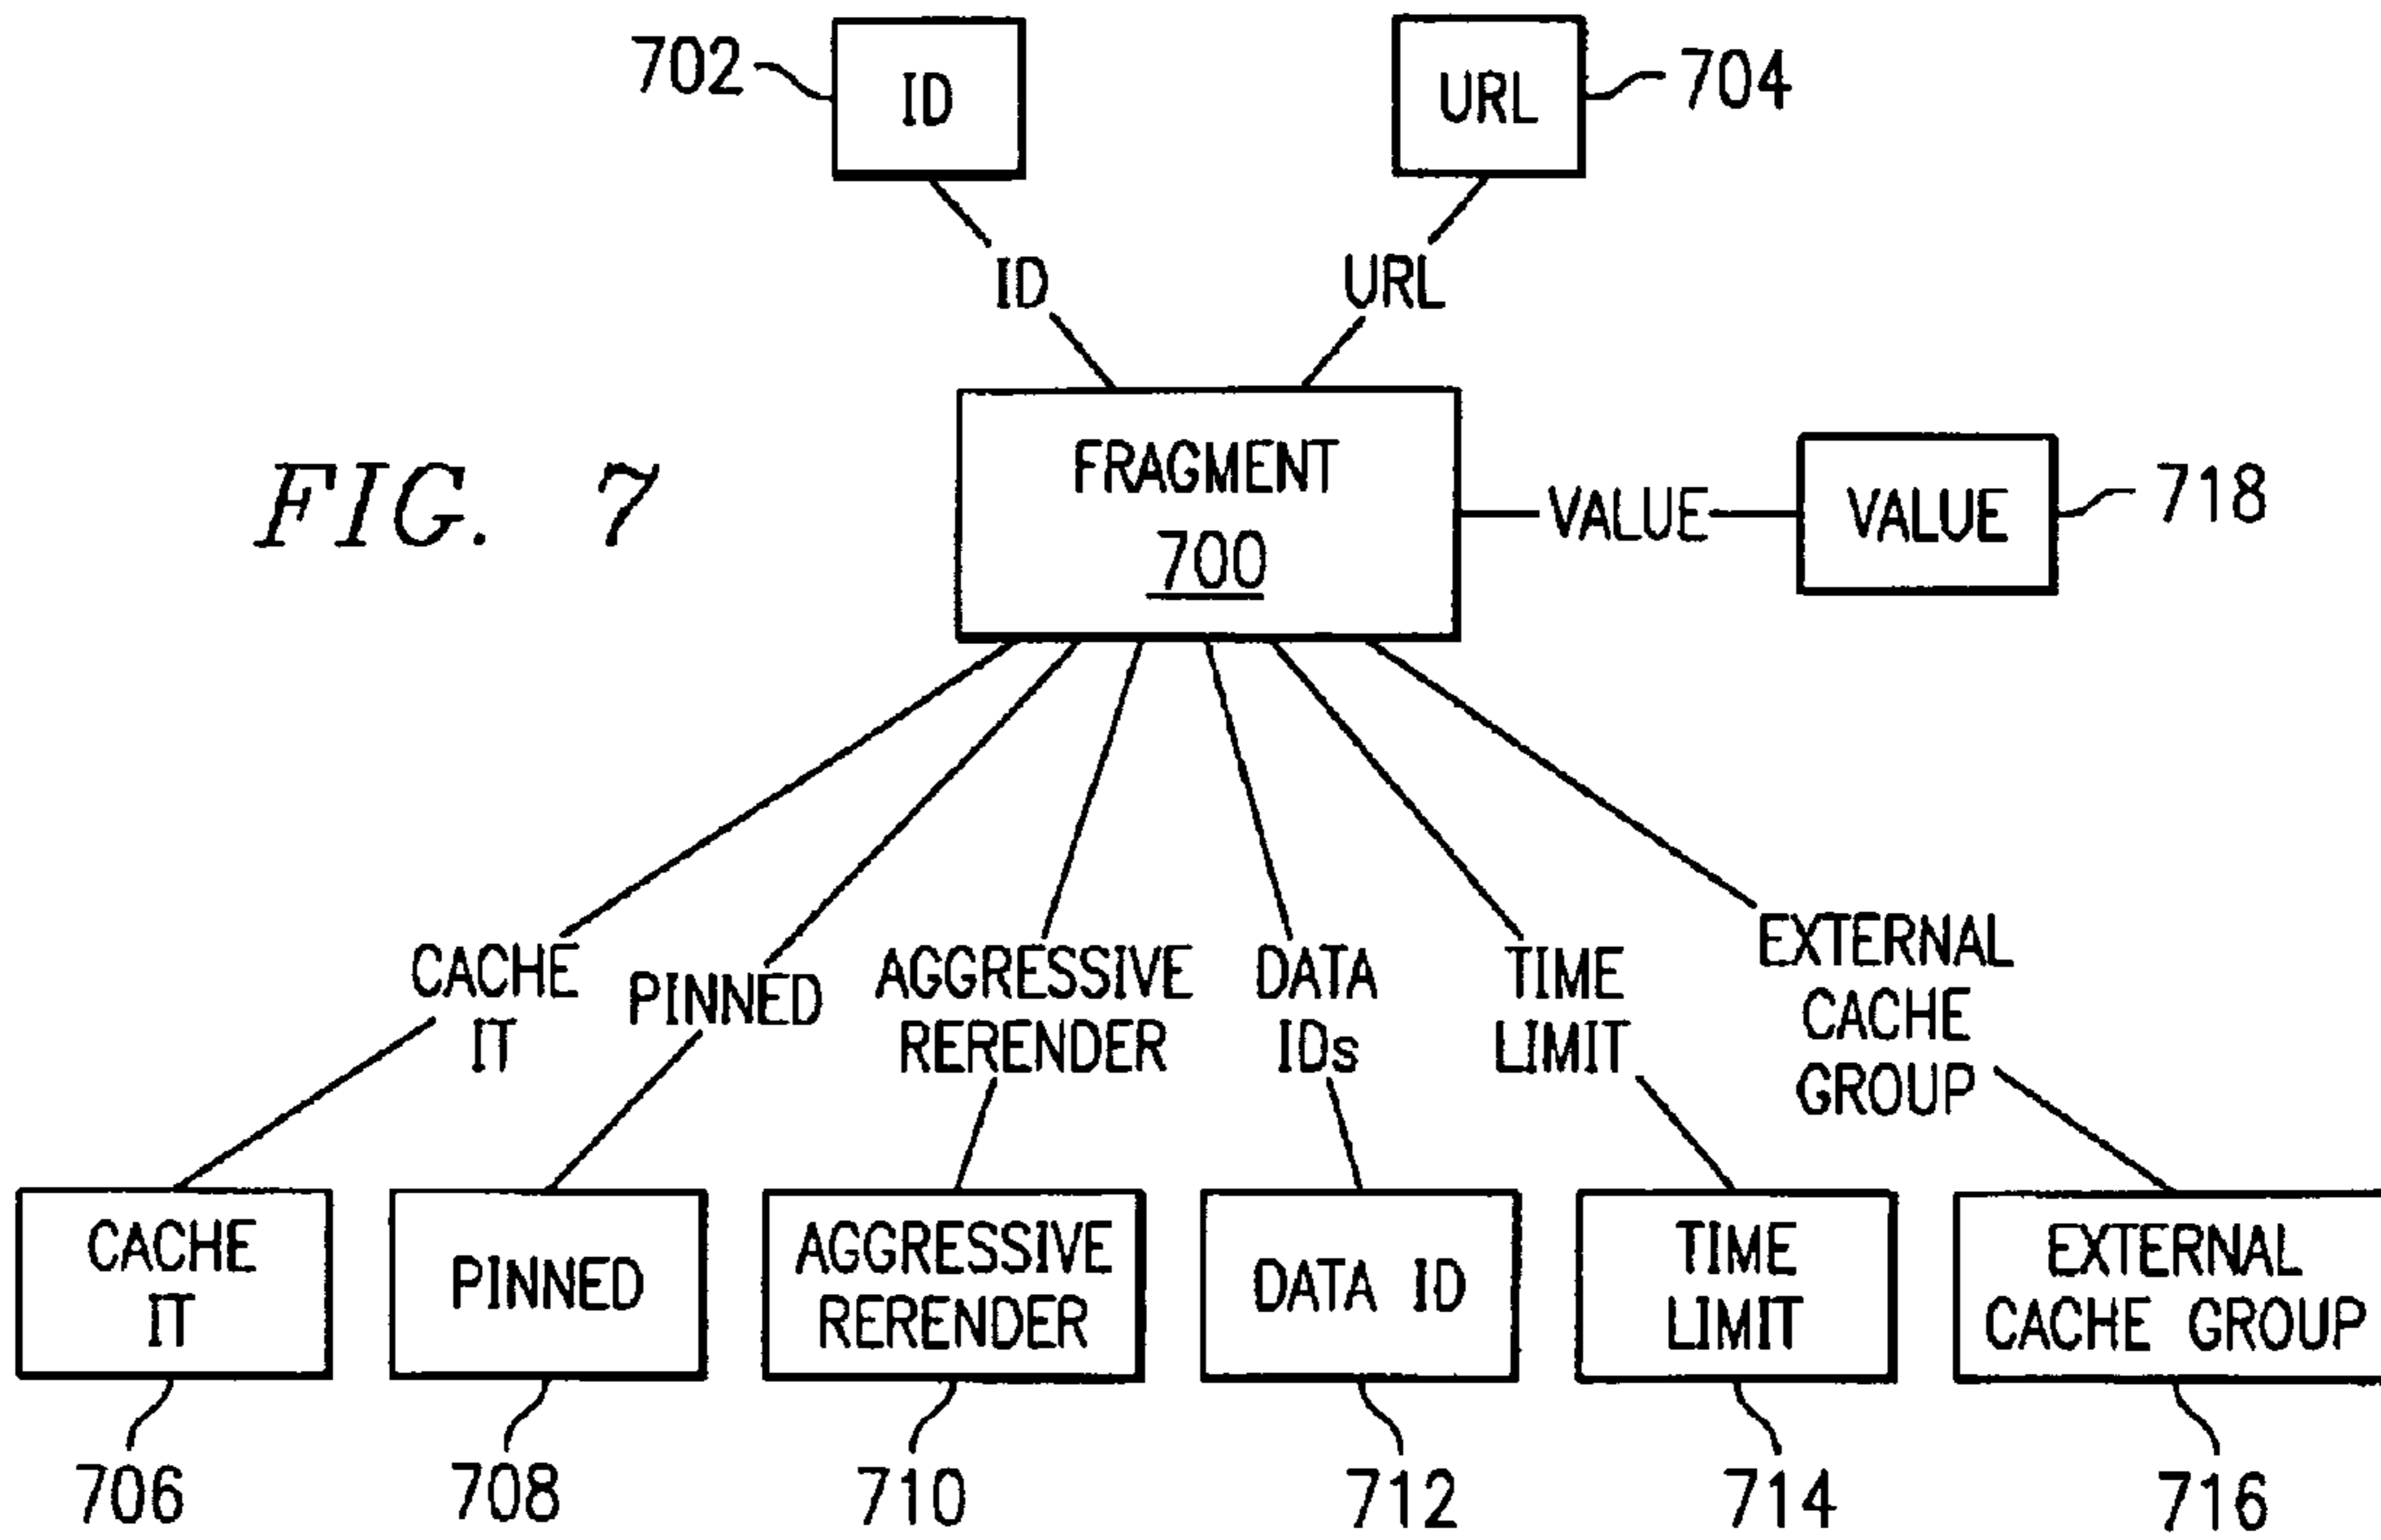 702
ID
URL
704
ID
URL
FIG. 7
FRAGMENT
700
VALUE
VALUE
718
CACHE
IT
PINNED
AGGRESSIVE
RERENDER
DATA
IDs
TIME
LIMIT
EXTERNAL
CACHE
GROUP
CACHE
IT
PINNED
AGGRESSIVE
RERENDER
DATA ID
TIME
LIMIT
EXTERNAL
CACHE GROUP
706
708
710
712
714
716